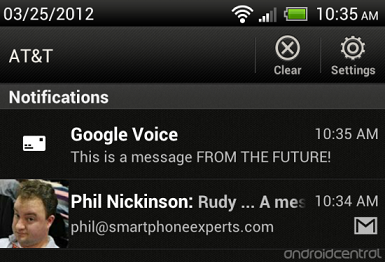 03/25/2012 10:35 AM
AT&T Clear Settings
Notifications
Google Voice 10:35 AM
This is a message FROM THE FUTURE!
Phil Nickinson: Rudy ... A mes 10:34 AM
phil@smartphoneexperts.com
androidcentral